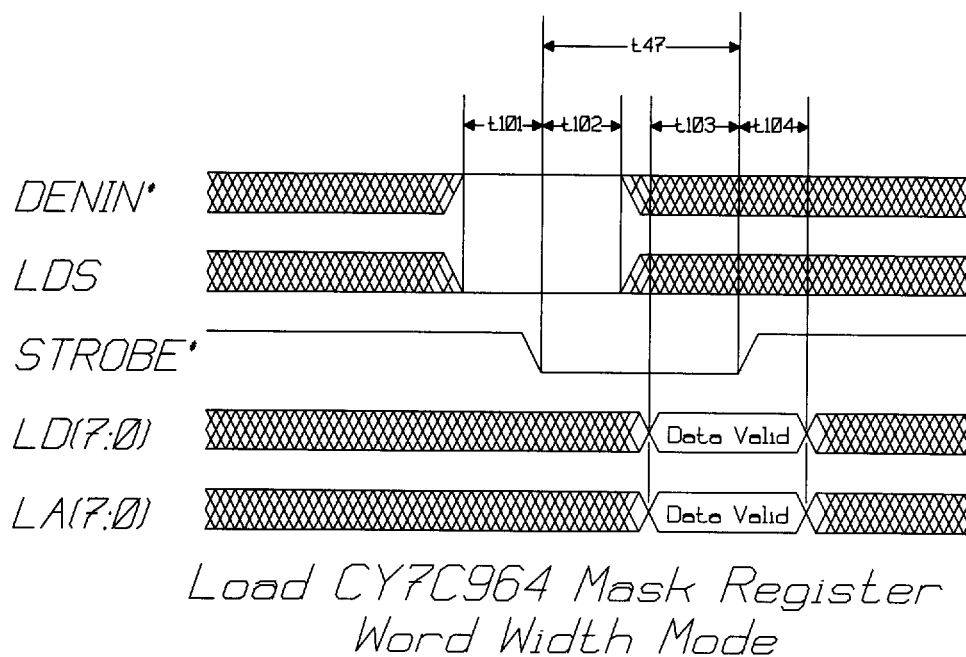 t47
t101 t102 t103 t104
DENIN*
LDS
STROBE*
LD(7:0) Data Valid
LA(7:0) Data Valid
Load CY7C964 Mask Register
Word Width Mode